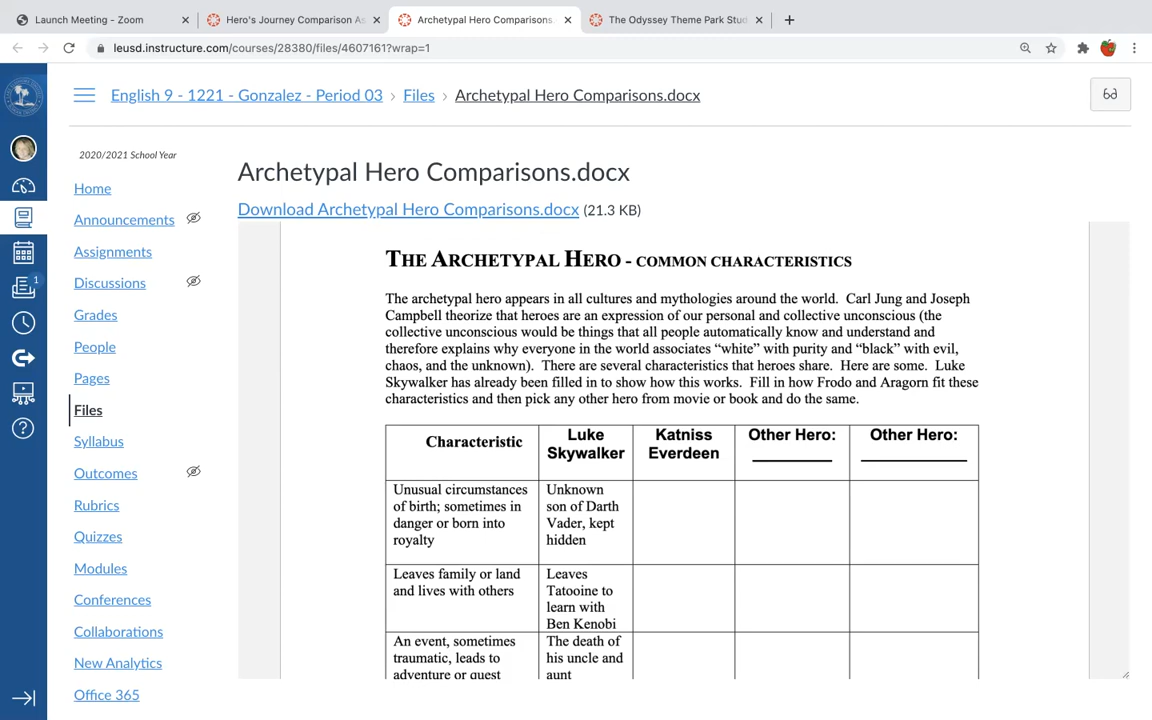 Launch Meeting - Zoom
Hero's Journey Comparison As
Archetypal Hero Comparisons.
The Odyssey Theme Park Stud
leusd.instructure.com/courses/28380/files/4607161?wrap=1
English 9 - 1221 - Gonzalez - Period 03 › Files › Archetypal Hero Comparisons.docx
2020/2021 School Year
Home
Announcements
Assignments
Discussions
1
Grades
People
Pages
Files
Syllabus
Outcomes
Rubrics
Quizzes
Modules
Conferences
Collaborations
New Analytics
Office 365
Archetypal Hero Comparisons.docx
Download Archetypal Hero Comparisons.docx (21.3 KB)
THE ARCHETYPAL HERO - COMMON CHARACTERISTICS
The archetypal hero appears in all cultures and mythologies around the world. Carl Jung and Joseph
Campbell theorize that heroes are an expression of our personal and collective unconscious (the
collective unconscious would be things that all people automatically know and understand and
therefore explains why everyone in the world associates “white” with purity and “black” with evil,
chaos, and the unknown). There are several characteristics that heroes share. Here are some. Luke
Skywalker has already been filled in to show how this works. Fill in how Frodo and Aragorn fit these
characteristics and then pick any other hero from movie or book and do the same.
Characteristic
Luke
Skywalker
Katniss
Everdeen
Other Hero:
Other Hero:
Unusual circumstances
of birth; sometimes in
danger or born into
royalty
Unknown
son of Darth
Vader, kept
hidden
Leaves family or land
and lives with others
Leaves
Tatooine to
learn with
Ben Kenobi
An event, sometimes
traumatic, leads to
adventure or quest
The death of
his uncle and
aunt